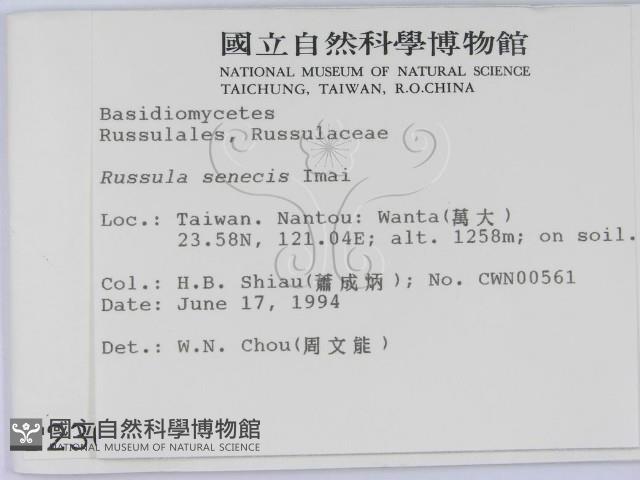 國立自然科學博物館
NATIONAL MUSEUM OF NATURAL SCIENCE
TAICHUNG, TAIWAN, R.O.CHINA
Basidiomycetes
Russulales, Russulaceae
Russula senecis Imai
Loc.: Taiwan. Nantou: Wanta(萬大)
23.58N, 121.04E; alt. 1258m; on soil.
Col.: H.B. Shiau(蕭成炳); No. CWN00561
Date: June 17, 1994
Det.: W.N. Chou(周文能)
國立自然科學博物館
NATIONAL MUSEUM OF NATURAL SCIENCE